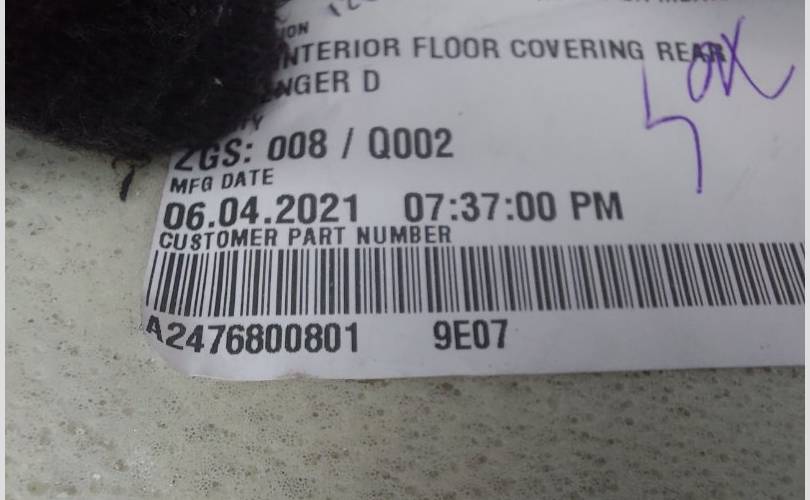 INTERIOR FLOOR COVERING REAR
NGER D
ZGS: 008 / Q002
MFG DATE
06.04.2021 07:37:00 PM
CUSTOMER PART NUMBER
A2476800801 9E07